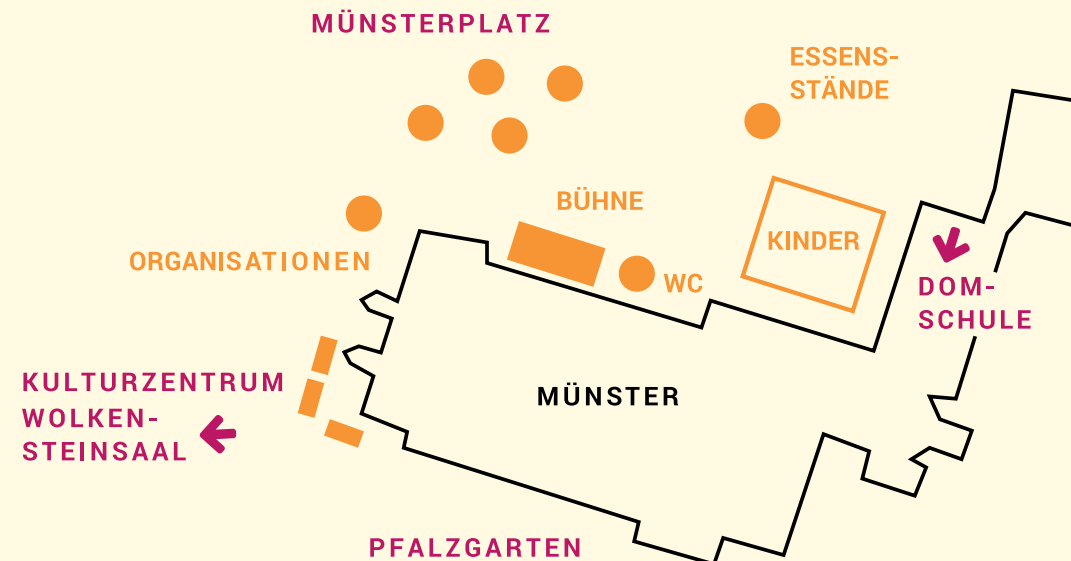 MÜNSTERPLATZ
ESSENS-
STÄNDE
BÜHNE
KINDER
ORGANISATIONEN
WC
DOM-
SCHULE
KULTURZENTRUM
WOLKEN-
STEINSAAL
MÜNSTER
PFALZGARTEN